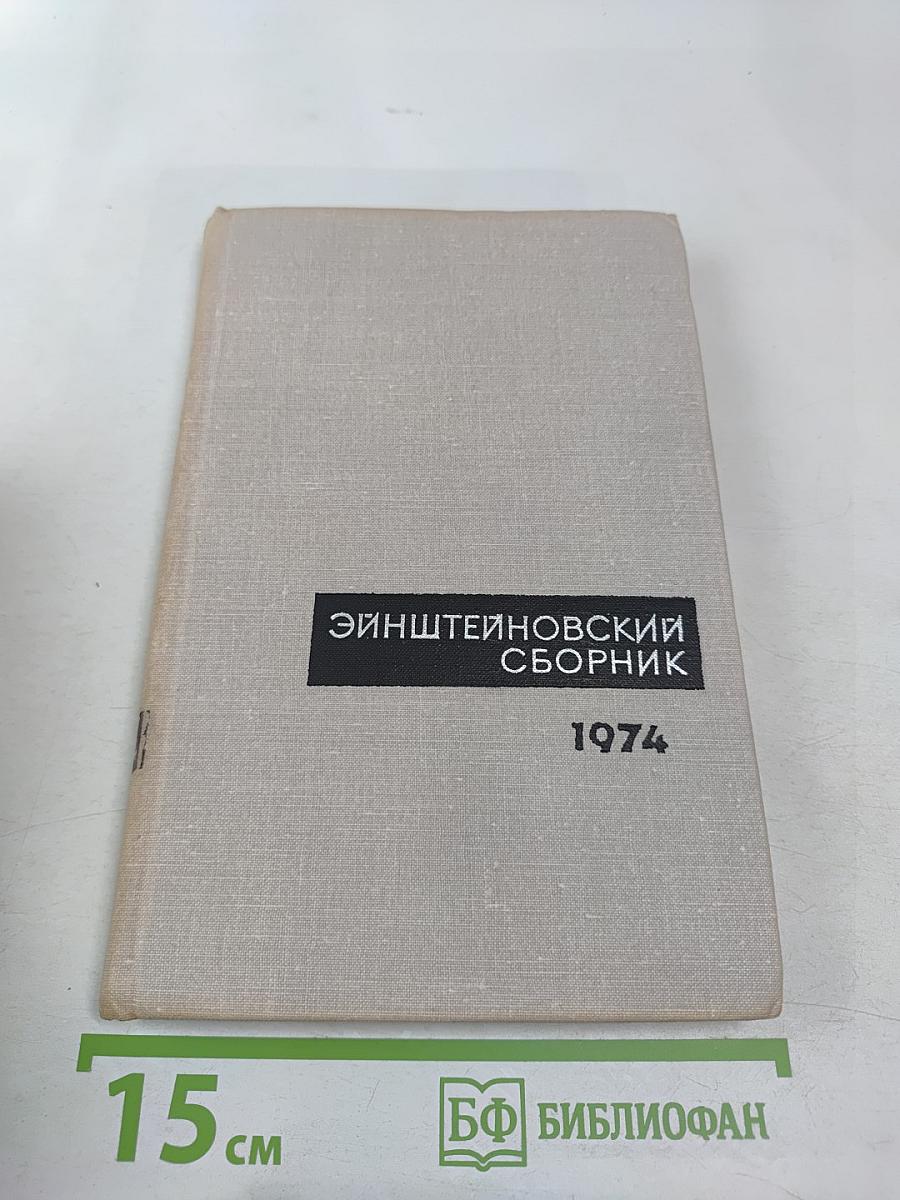 ЭЙНШТЕЙНОВСКИЙ
СБОРНИК
1974
15 см
БФ БИБЛИОФАН